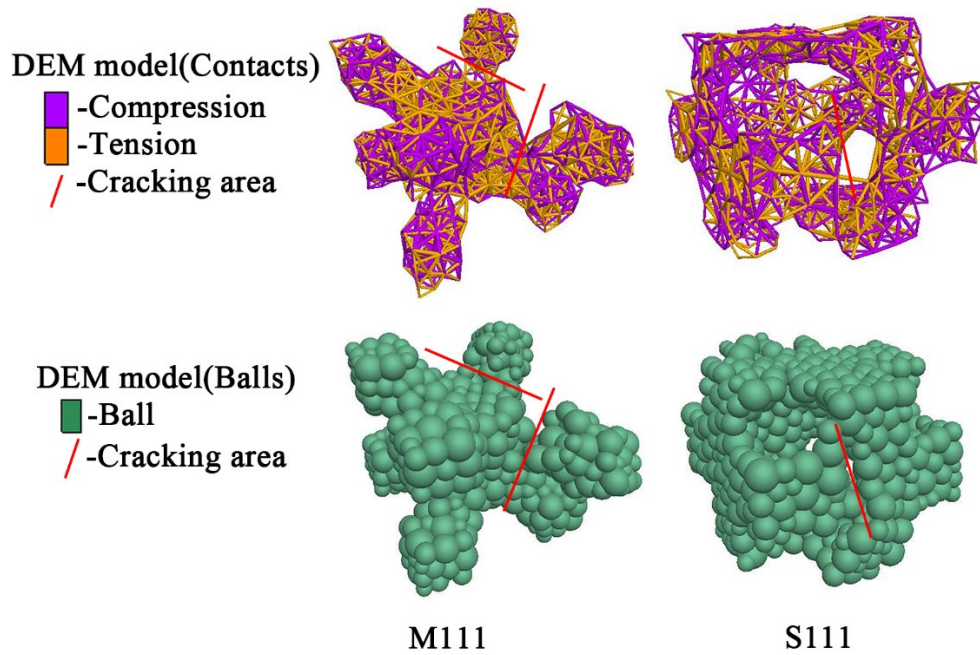 DEM model(Contacts)
-Compression
-Tension
-Cracking area
DEM model(Balls)
-Ball
-Cracking area
M111
S111